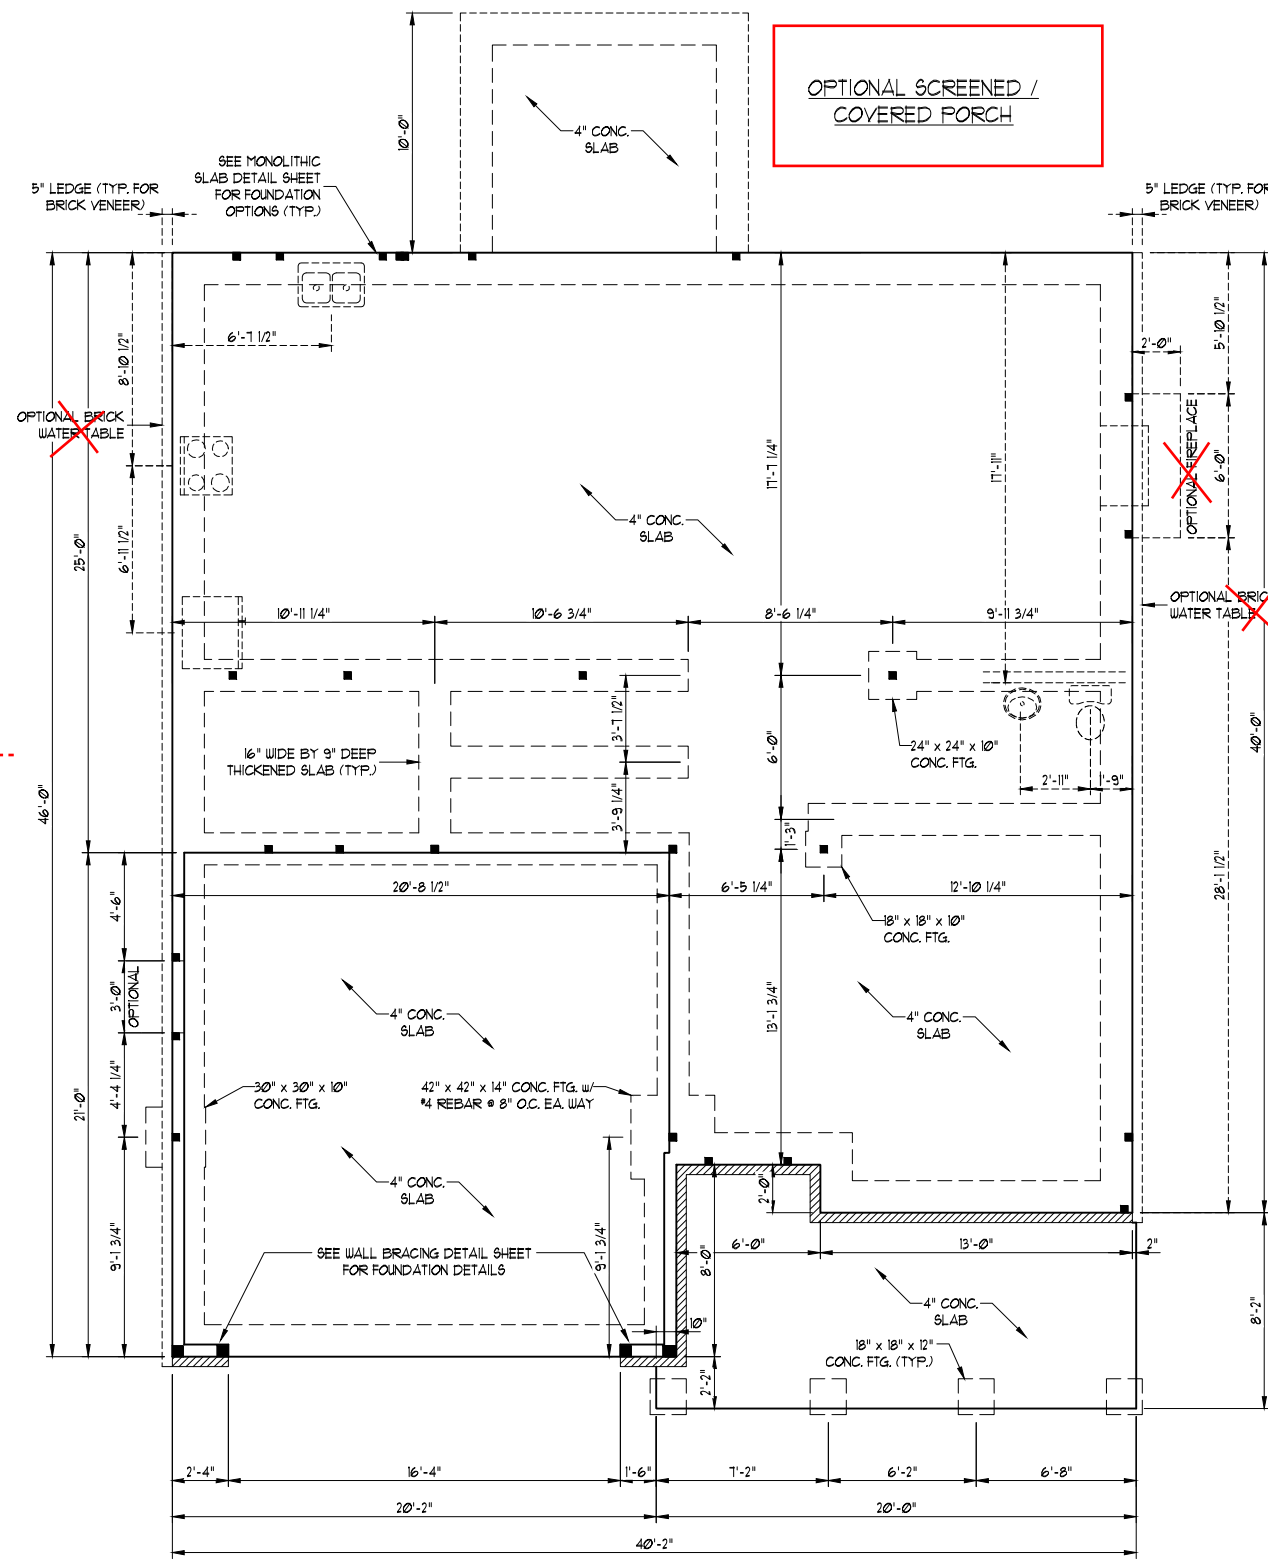 OPTIONAL SCREENED /
COVERED PORCH
10'-0"
4" CONC.
SLAB
SEE MONOLITHIC
SLAB DETAIL SHEET
FOR FOUNDATION
OPTIONS (TYP.)
5" LEDGE (TYP. FOR
BRICK VENEER)
5" LEDGE (TYP. FOR
BRICK VENEER)
6'-7 1/2"
8'-10 1/2"
5'-10 1/2"
2'-0"
OPTIONAL BRICK
WATER TABLE
OPTIONAL FIREPLACE
6'-0"
17'-7 1/4"
17'-11"
25'-0"
6'-11 1/2"
4" CONC.
SLAB
OPTIONAL BRIC
WATER TABLE
10'-11 1/4"
10'-6 3/4"
8'-6 1/4"
9'-11 3/4"
3'-7 1/2"
6'-0"
24" x 24" x 10"
CONC. FTG.
16" WIDE BY 9" DEEP
THICKENED SLAB (TYP.)
2'-11"
1'-9"
40'-0"
46'-0"
3'-9 1/4"
1'-3"
28'-1 1/2"
20'-8 1/2"
6'-5 1/4"
12'-10 1/4"
4'-6"
18" x 18" x 10"
CONC. FTG.
3'-0"
OPTIONAL
4" CONC.
SLAB
13'-1 3/4"
4" CONC.
SLAB
4'-4 1/4"
21'-0"
30" x 30" x 10"
CONC. FTG.
42" x 42" x 14" CONC. FTG. w/
#4 REBAR @ 8" O.C. EA. WAY
4" CONC.
SLAB
2'-0"
9'-1 3/4"
SEE WALL BRACING DETAIL SHEET
FOR FOUNDATION DETAILS
9'-1 3/4"
8'-0"
6'-0"
13'-0"
2"
4" CONC.
SLAB
8'-2"
10"
18" x 18" x 12"
CONC. FTG. (TYP.)
2'-2"
2'-4"
16'-4"
1'-6"
7'-2"
6'-2"
6'-8"
20'-2"
20'-0"
40'-2"